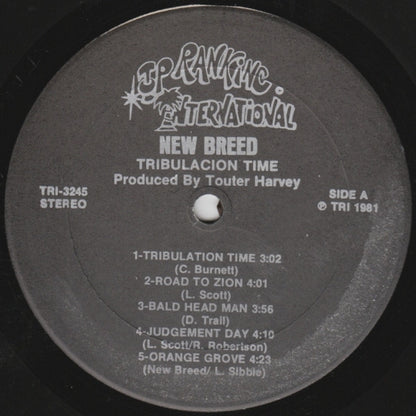 JP RANKING
INTERNATIONAL
NEW BREED
TRIBULACION TIME
Produced By Touter Harvey
TRI-3245
STEREO
SIDE A
℗ TRI 1981
1-TRIBULATION TIME 3:02
(C. Burnett)
2-ROAD TO ZION 4:01
(L. Scott)
3-BALD HEAD MAN 3:56
(D. Trail)
4-JUDGEMENT DAY 4:10
(L. Scott/R. Robertson)
5-ORANGE GROVE 4:23
(New Breed/ L. Sibble)